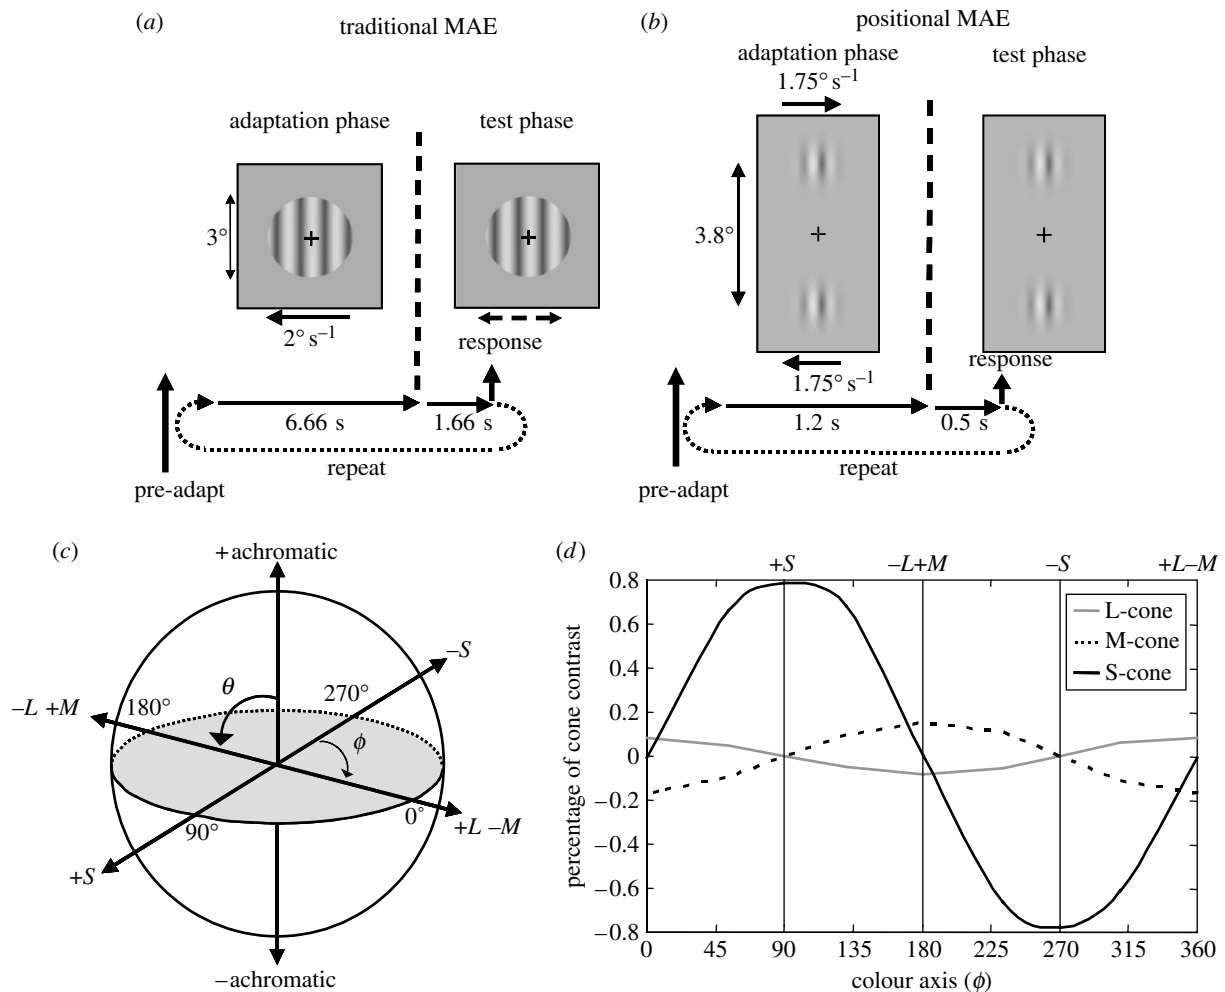 (a)
traditional MAE
adaptation phase
test phase
3°
2° s⁻¹
response
6.66 s
1.66 s
repeat
pre-adapt
(b)
positional MAE
adaptation phase
test phase
1.75° s⁻¹
3.8°
1.75° s⁻¹
response
1.2 s
0.5 s
repeat
pre-adapt
(c)
+achromatic
–S
270°
θ
180°
–L +M
ϕ
0°
+L –M
90°
+S
–achromatic
(d)
+S –L+M –S +L–M
L-cone
M-cone
S-cone
percentage of cone contrast
0.8
0.6
0.4
0.2
0
–0.2
–0.4
–0.6
–0.8
0 45 90 135 180 225 270 315 360
colour axis (ϕ)